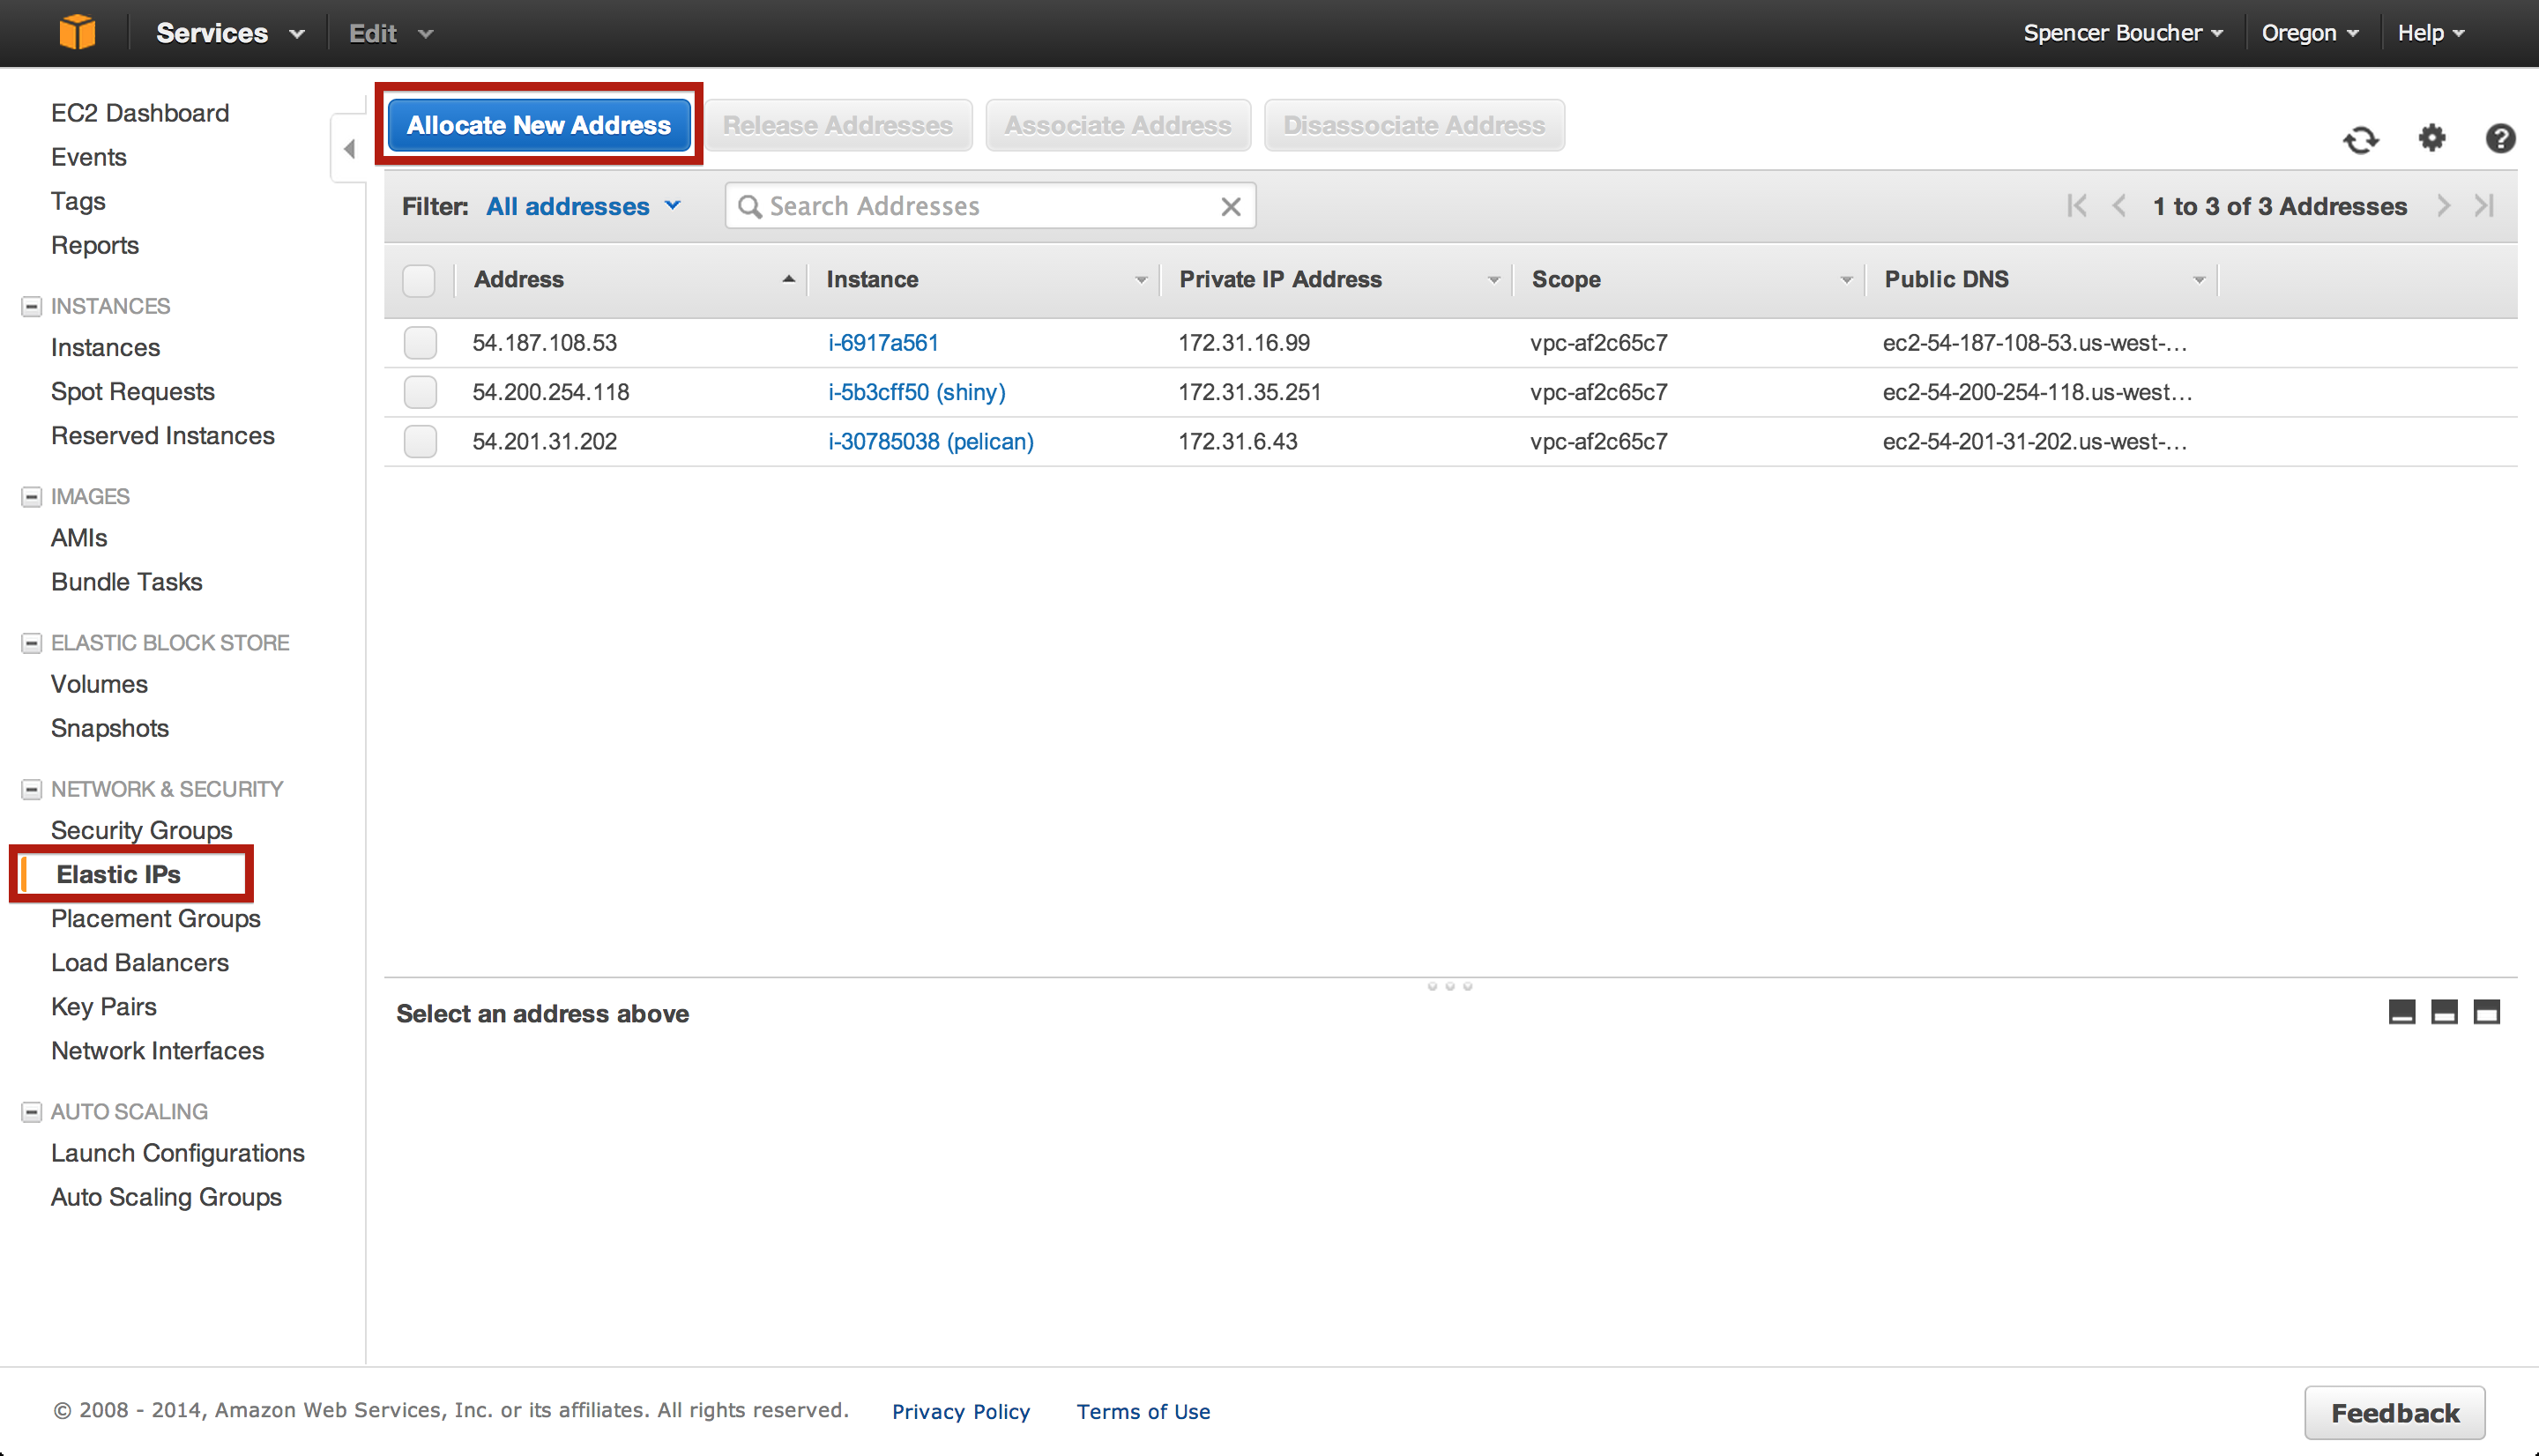 Services Edit Spencer Boucher Oregon Help
EC2 Dashboard
Events
Tags
Reports
INSTANCES
Instances
Spot Requests
Reserved Instances
IMAGES
AMIs
Bundle Tasks
ELASTIC BLOCK STORE
Volumes
Snapshots
NETWORK & SECURITY
Security Groups
Elastic IPs
Placement Groups
Load Balancers
Key Pairs
Network Interfaces
AUTO SCALING
Launch Configurations
Auto Scaling Groups
Allocate New Address Release Addresses Associate Address Disassociate Address
Filter: All addresses Search Addresses 1 to 3 of 3 Addresses
Address Instance Private IP Address Scope Public DNS
54.187.108.53 i-6917a561 172.31.16.99 vpc-af2c65c7 ec2-54-187-108-53.us-west-...
54.200.254.118 i-5b3cff50 (shiny) 172.31.35.251 vpc-af2c65c7 ec2-54-200-254-118.us-west...
54.201.31.202 i-30785038 (pelican) 172.31.6.43 vpc-af2c65c7 ec2-54-201-31-202.us-west-...
Select an address above
© 2008 - 2014, Amazon Web Services, Inc. or its affiliates. All rights reserved. Privacy Policy Terms of Use Feedback